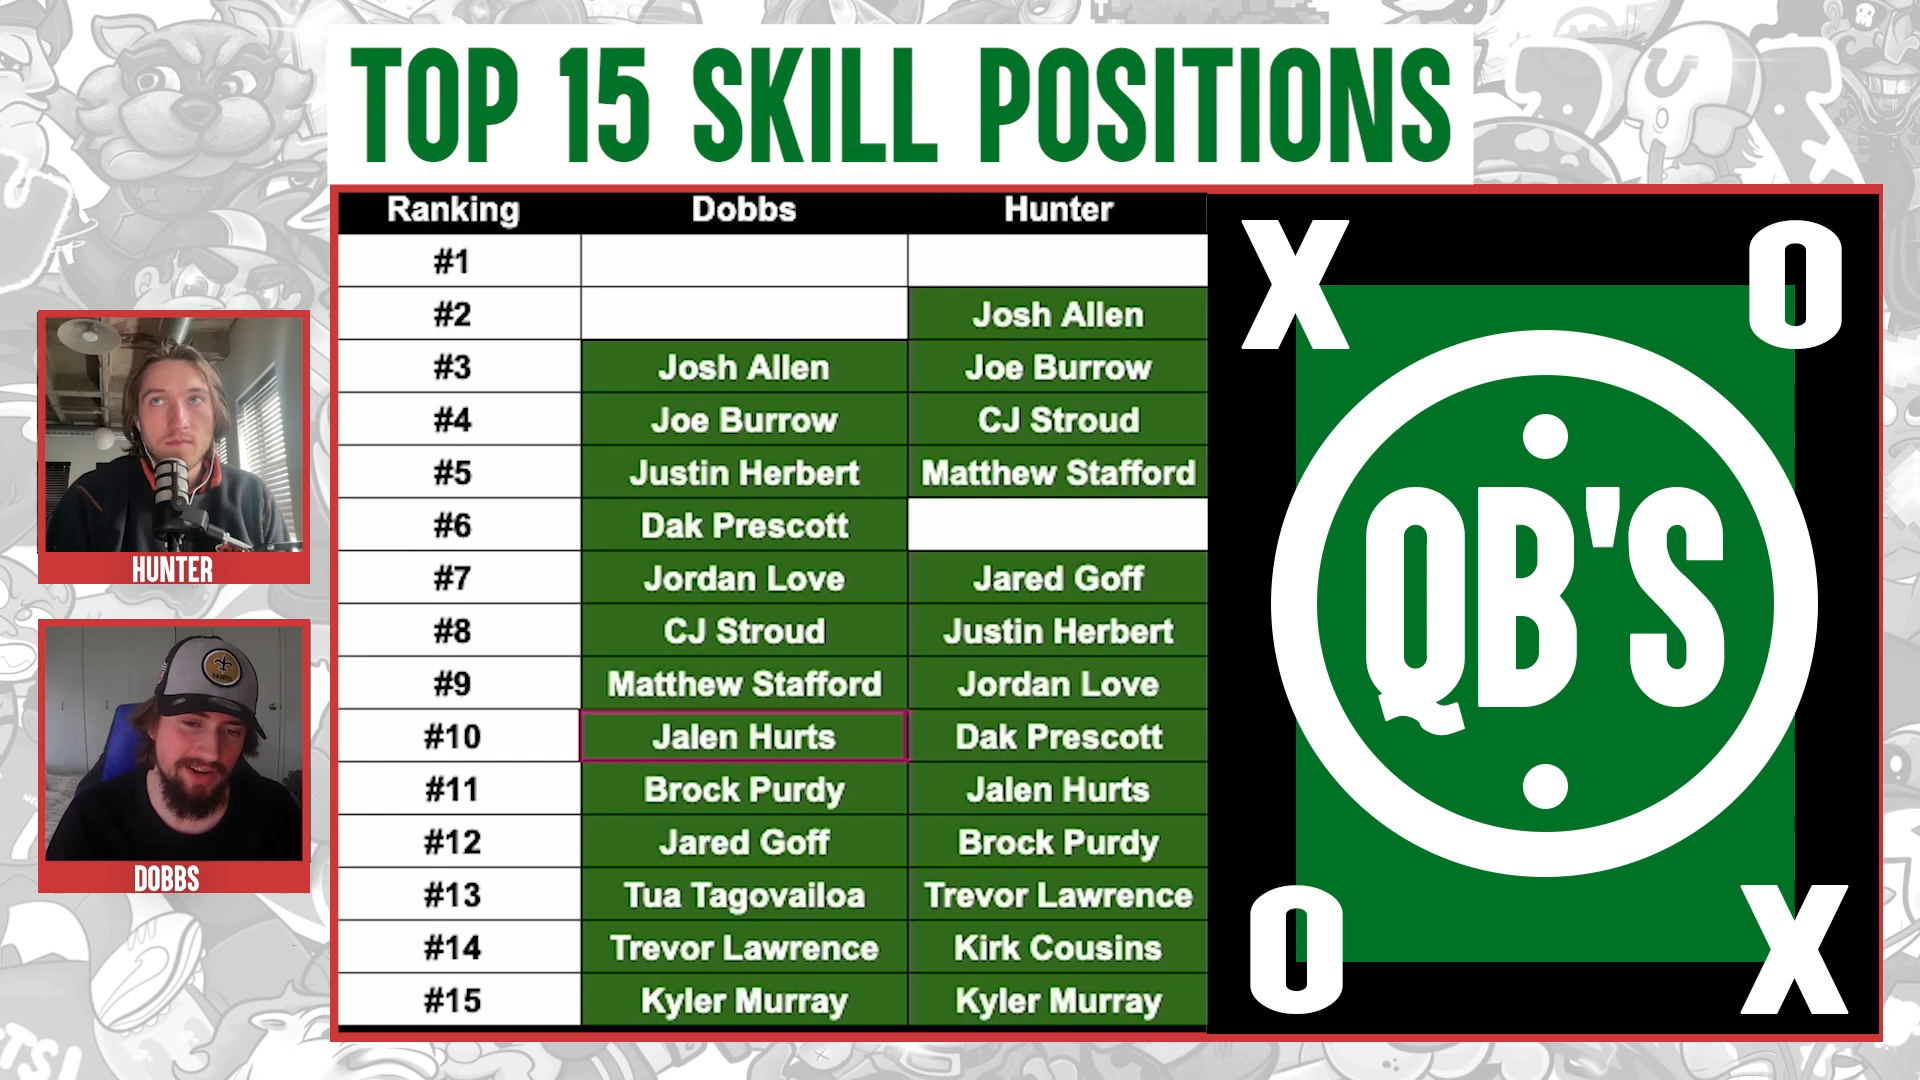 TOP 15 SKILL POSITIONS
Ranking Dobbs Hunter
#1
#2 Josh Allen
#3 Josh Allen Joe Burrow
#4 Joe Burrow CJ Stroud
#5 Justin Herbert Matthew Stafford
#6 Dak Prescott
#7 Jordan Love Jared Goff
#8 CJ Stroud Justin Herbert
#9 Matthew Stafford Jordan Love
#10 Jalen Hurts Dak Prescott
#11 Brock Purdy Jalen Hurts
#12 Jared Goff Brock Purdy
#13 Tua Tagovailoa Trevor Lawrence
#14 Trevor Lawrence Kirk Cousins
#15 Kyler Murray Kyler Murray
X O
QB'S
O X
HUNTER
SAINTS
DOBBS